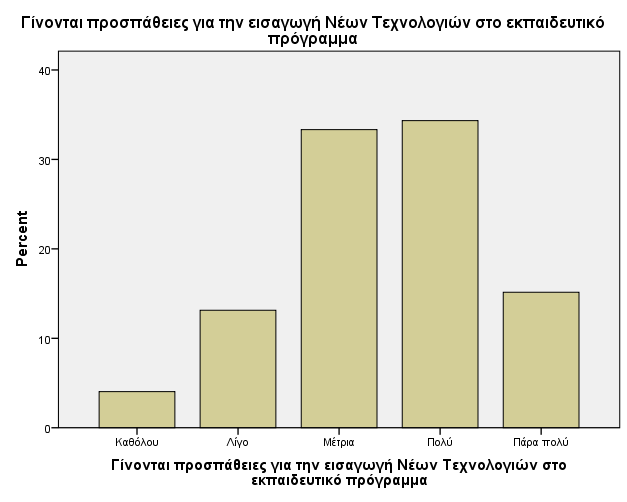 Γίνονται προσπάθειες για την εισαγωγή Νέων Τεχνολογιών στο εκπαιδευτικό
πρόγραμμα
Percent
40
30
20
10
0
Καθόλου Λίγο Μέτρια Πολύ Πάρα πολύ
Γίνονται προσπάθειες για την εισαγωγή Νέων Τεχνολογιών στο
εκπαιδευτικό πρόγραμμα